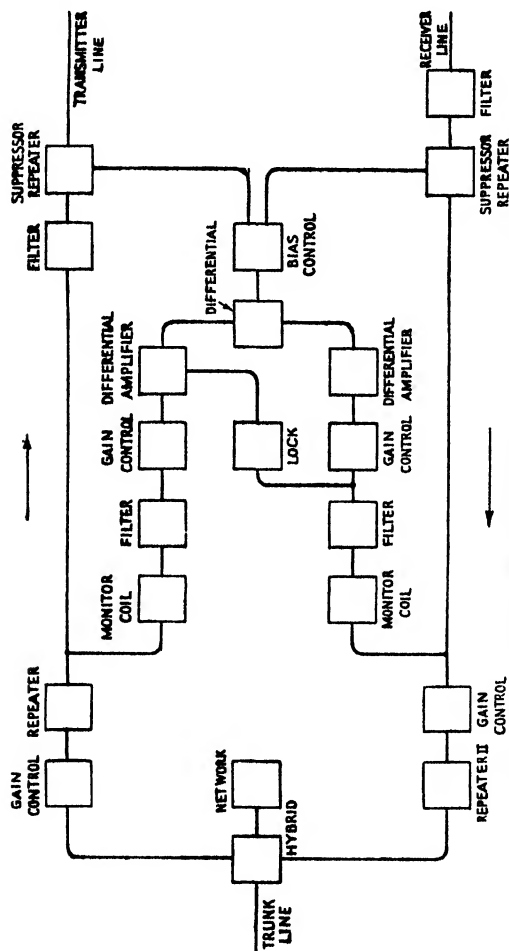 TRANSMITTER
LINE
SUPPRESSOR
REPEATER
FILTER
REPEATER
GAIN
CONTROL
DIFFERENTIAL
AMPLIFIER
GAIN
CONTROL
FILTER
MONITOR
COIL
DIFFERENTIAL
BIAS
CONTROL
LOCK
NETWORK
HYBRID
TRUNK
LINE
DIFFERENTIAL
AMPLIFIER
GAIN
CONTROL
FILTER
MONITOR
COIL
RECEIVER
LINE
FILTER
SUPPRESSOR
REPEATER
GAIN
CONTROL
REPEATER II